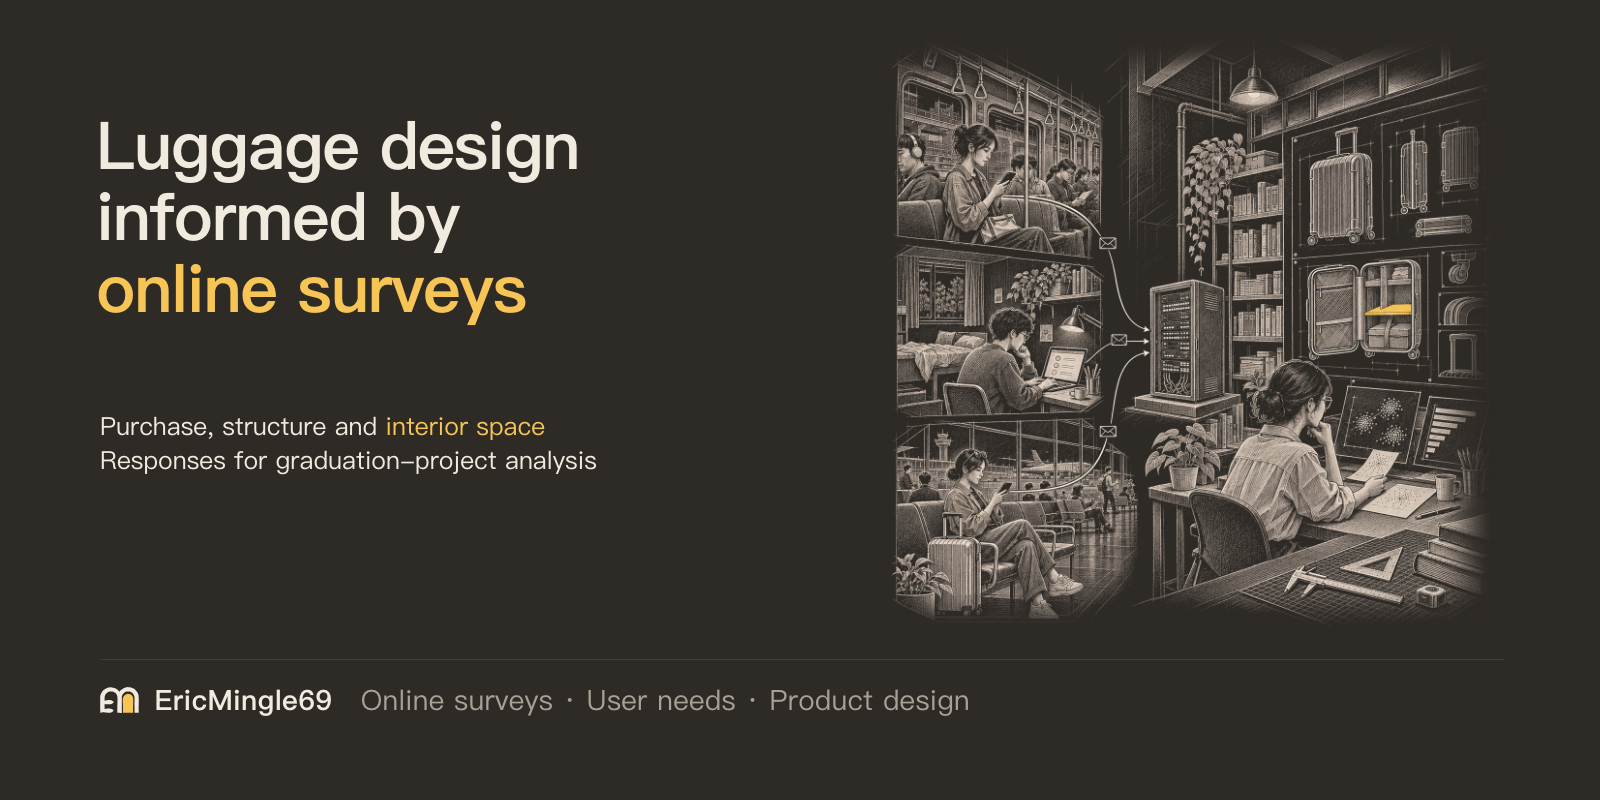 Luggage design
informed by
online surveys
Purchase, structure and interior space
Responses for graduation–project analysis
EricMingle69 Online surveys · User needs · Product design